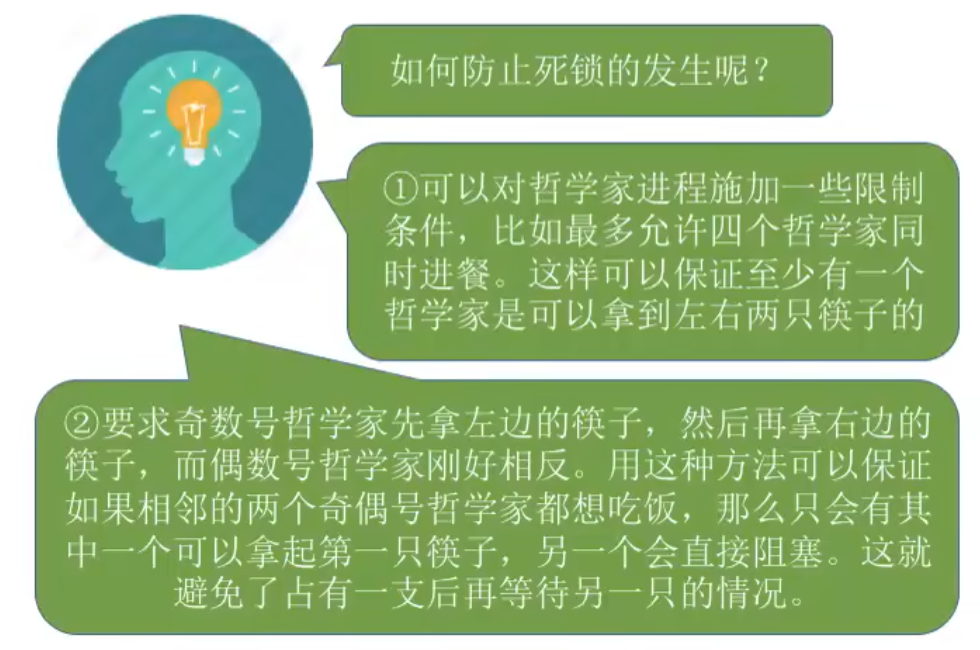 如何防止死锁的发生呢？
①可以对哲学家进程施加一些限制
条件，比如最多允许四个哲学家同
时进餐。这样可以保证至少有一个
哲学家是可以拿到左右两只筷子的
②要求奇数号哲学家先拿左边的筷子，然后再拿右边的
筷子，而偶数号哲学家刚好相反。用这种方法可以保证
如果相邻的两个奇偶号哲学家都想吃饭，那么只会有其
中一个可以拿起第一只筷子，另一个会直接阻塞。这就
避免了占有一支后再等待另一只的情况。